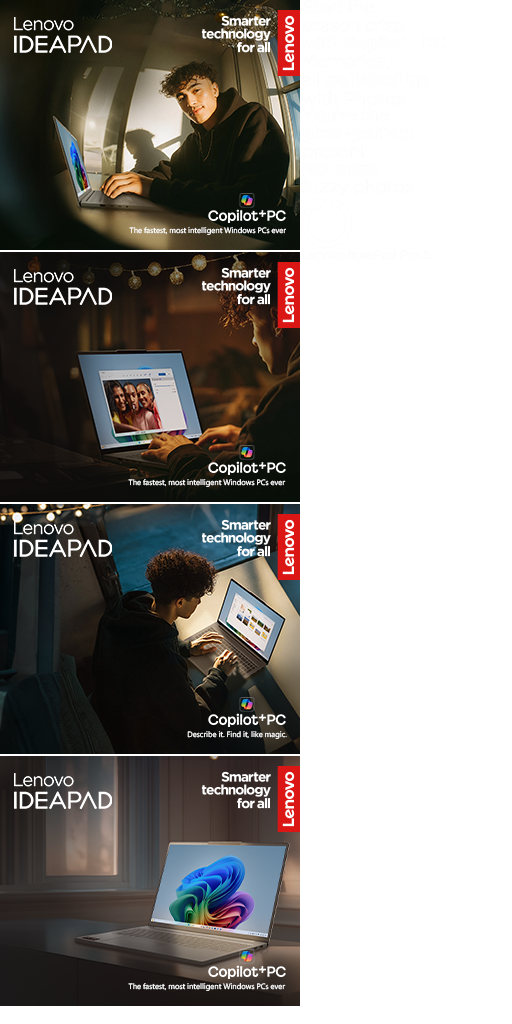 Lenovo
IDEAPAD
Smarter
technology
for all
Lenovo
Copilot+PC
The fastest, most intelligent Windows PCs ever
Lenovo
IDEAPAD
Smarter
technology
for all
Lenovo
Copilot+PC
The fastest, most intelligent Windows PCs ever
Lenovo
IDEAPAD
Smarter
technology
for all
Lenovo
Copilot+PC
Describe it. Find it, like magic.
Lenovo
IDEAPAD
Smarter
technology
for all
Lenovo
Copilot+PC
The fastest, most intelligent Windows PCs ever